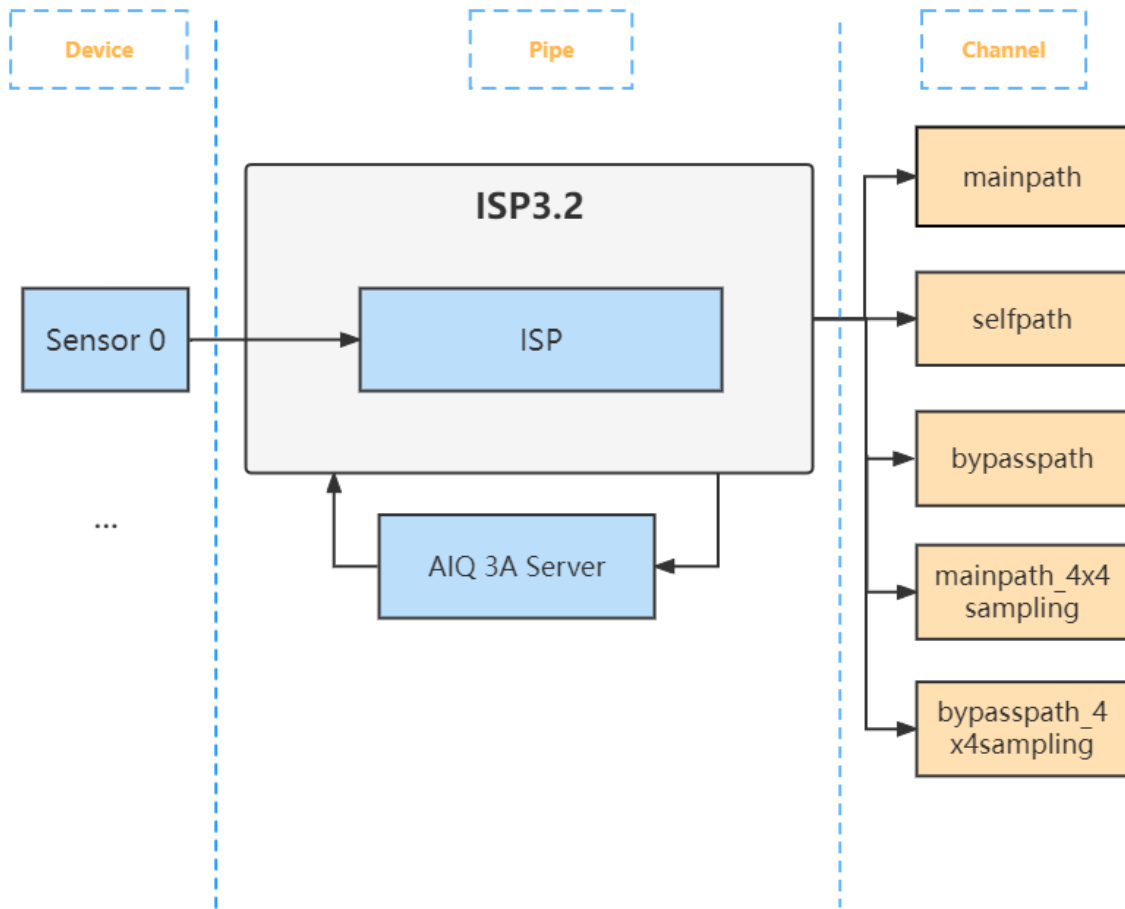 Device
Pipe
Channel
ISP3.2
mainpath
Sensor 0
ISP
selfpath
bypasspath
...
AIQ 3A Server
mainpath_4x4
sampling
bypasspath_4
x4sampling